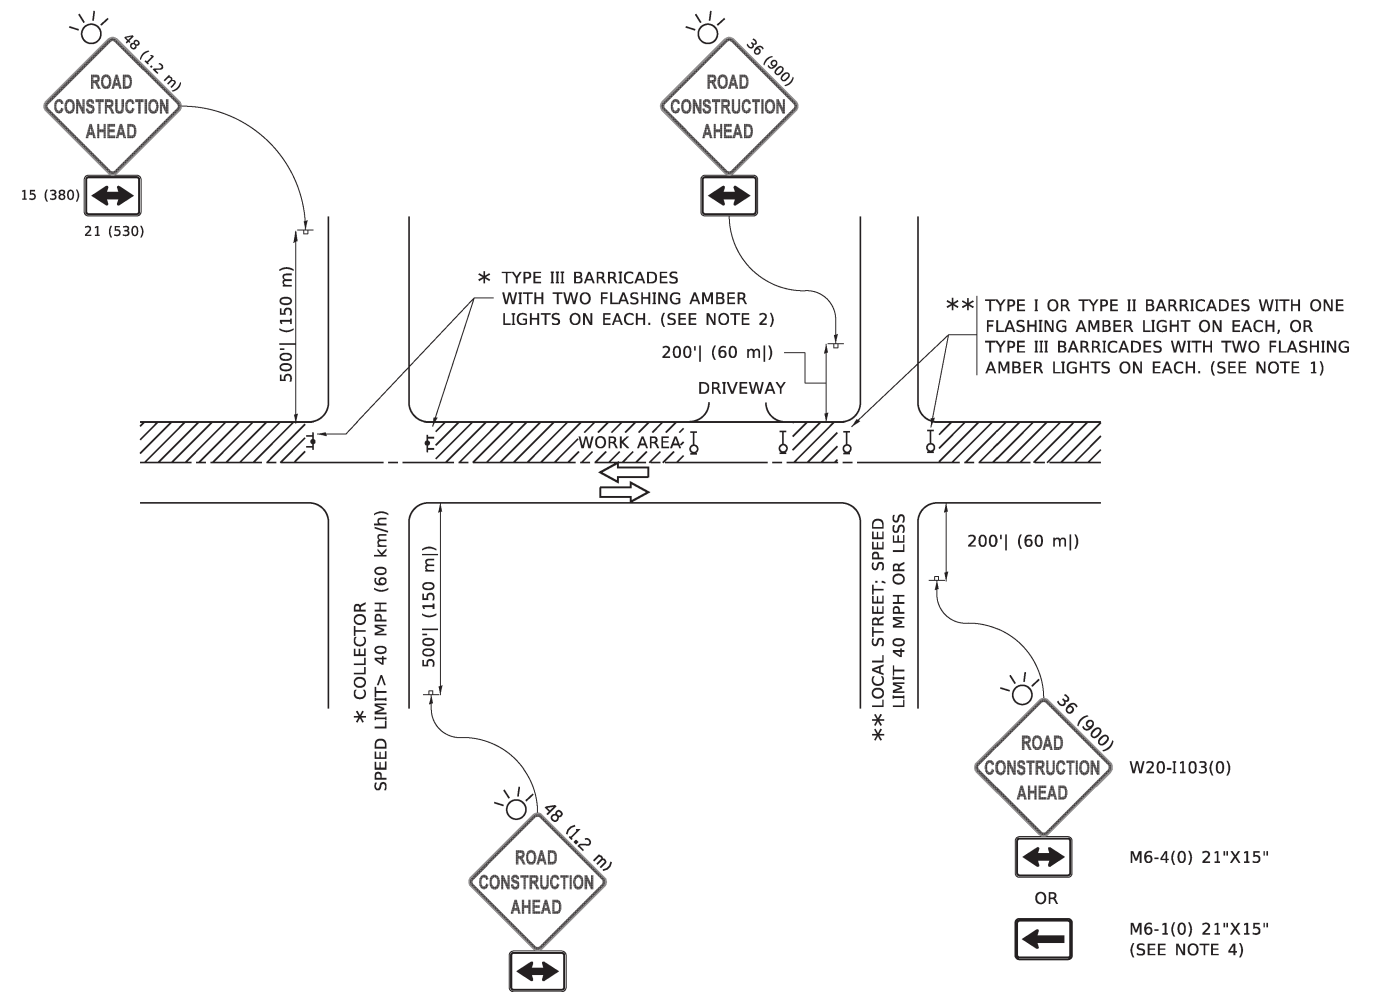 48 (1.2 m)
ROAD
CONSTRUCTION
AHEAD
15 (380)
21 (530)
36 (900)
ROAD
CONSTRUCTION
AHEAD
500'| (150 m)
* TYPE III BARRICADES
WITH TWO FLASHING AMBER
LIGHTS ON EACH. (SEE NOTE 2)
200'| (60 m|)
DRIVEWAY
** TYPE I OR TYPE II BARRICADES WITH ONE
FLASHING AMBER LIGHT ON EACH, OR
TYPE III BARRICADES WITH TWO FLASHING
AMBER LIGHTS ON EACH. (SEE NOTE 1)
WORK AREA
* COLLECTOR
SPEED LIMIT> 40 MPH (60 km/h)
500'| (150 m|)
** LOCAL STREET; SPEED
LIMIT 40 MPH OR LESS
200'| (60 m|)
48 (1.2 m)
ROAD
CONSTRUCTION
AHEAD
36 (900)
ROAD
CONSTRUCTION
AHEAD
W20-I103(0)
M6-4(0) 21"X15"
OR
M6-1(0) 21"X15"
(SEE NOTE 4)